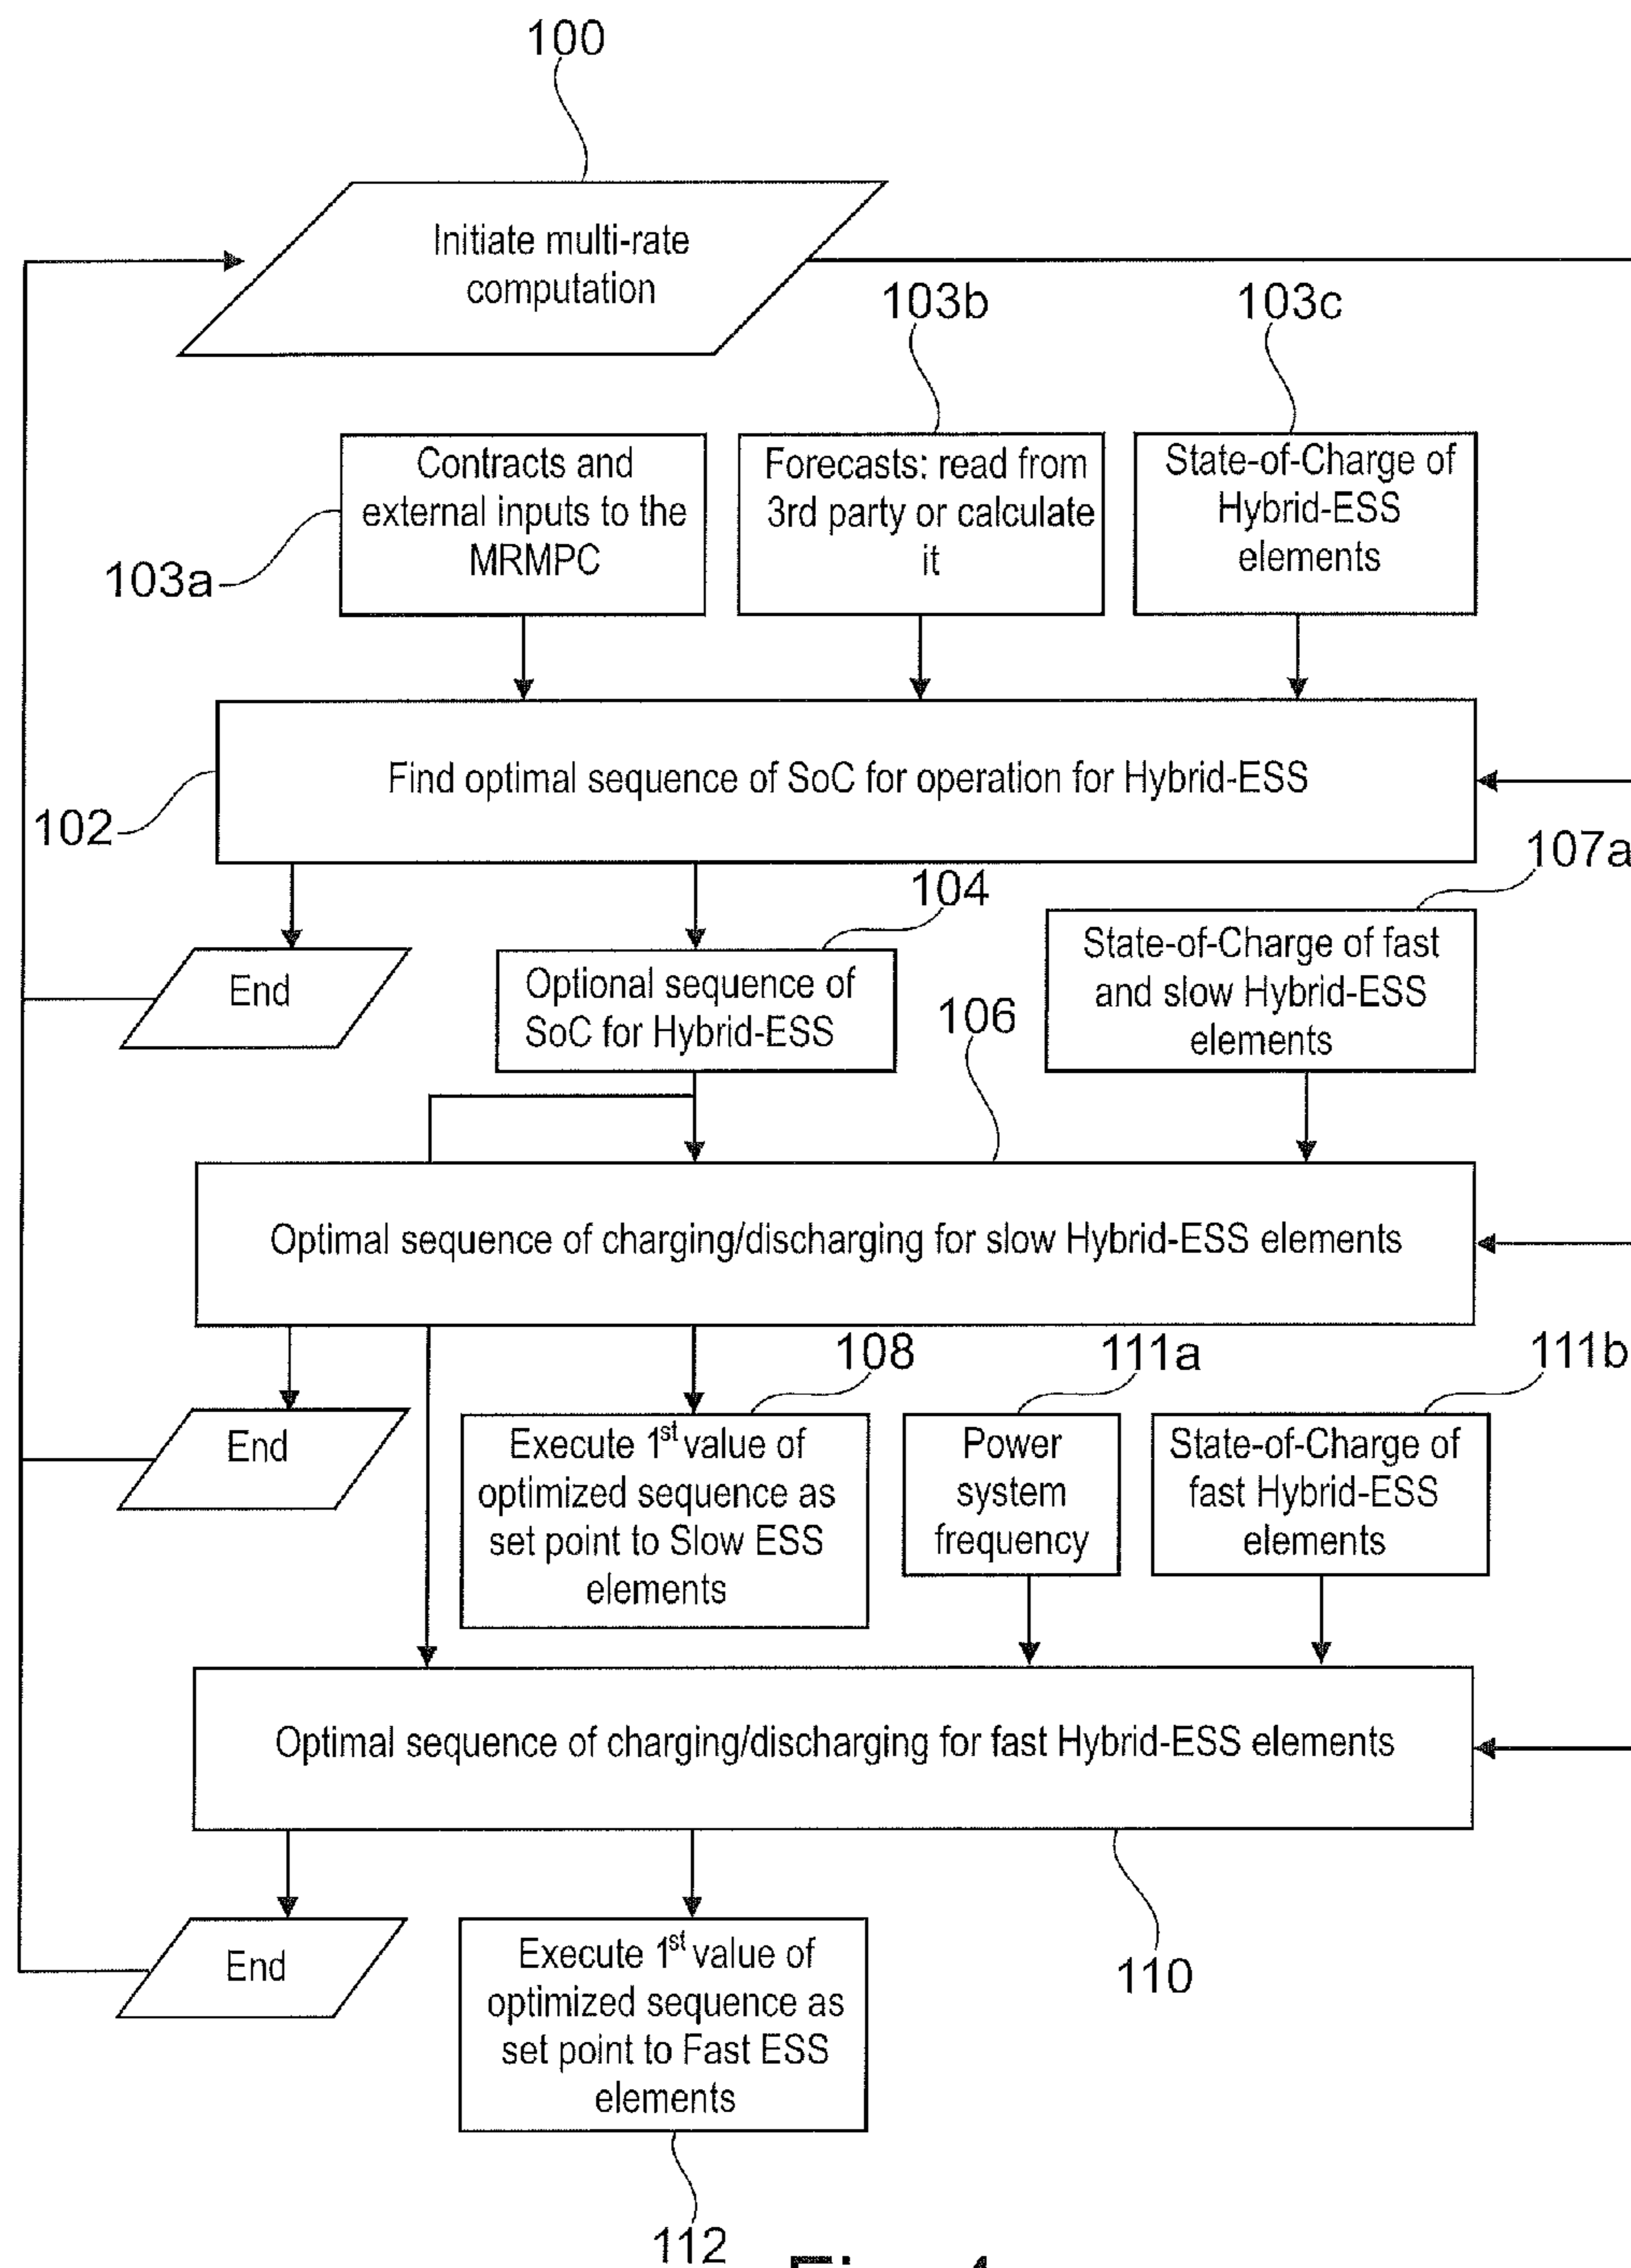 100
Initiate multi-rate
computation
103b
103c
Contracts and
external inputs to the
MRMPC
103a
Forecasts: read from
3rd party or calculate
it
State-of-Charge of
Hybrid-ESS
elements
Find optimal sequence of SoC for operation for Hybrid-ESS
102
107a
104
End
Optional sequence of
SoC for Hybrid-ESS
106
State-of-Charge of fast
and slow Hybrid-ESS
elements
Optimal sequence of charging/discharging for slow Hybrid-ESS elements
108
111a
111b
End
Execute 1st value of
optimized sequence as
set point to Slow ESS
elements
Power
system
frequency
State-of-Charge of
fast Hybrid-ESS
elements
Optimal sequence of charging/discharging for fast Hybrid-ESS elements
End
Execute 1st value of
optimized sequence as
set point to Fast ESS
elements
110
112